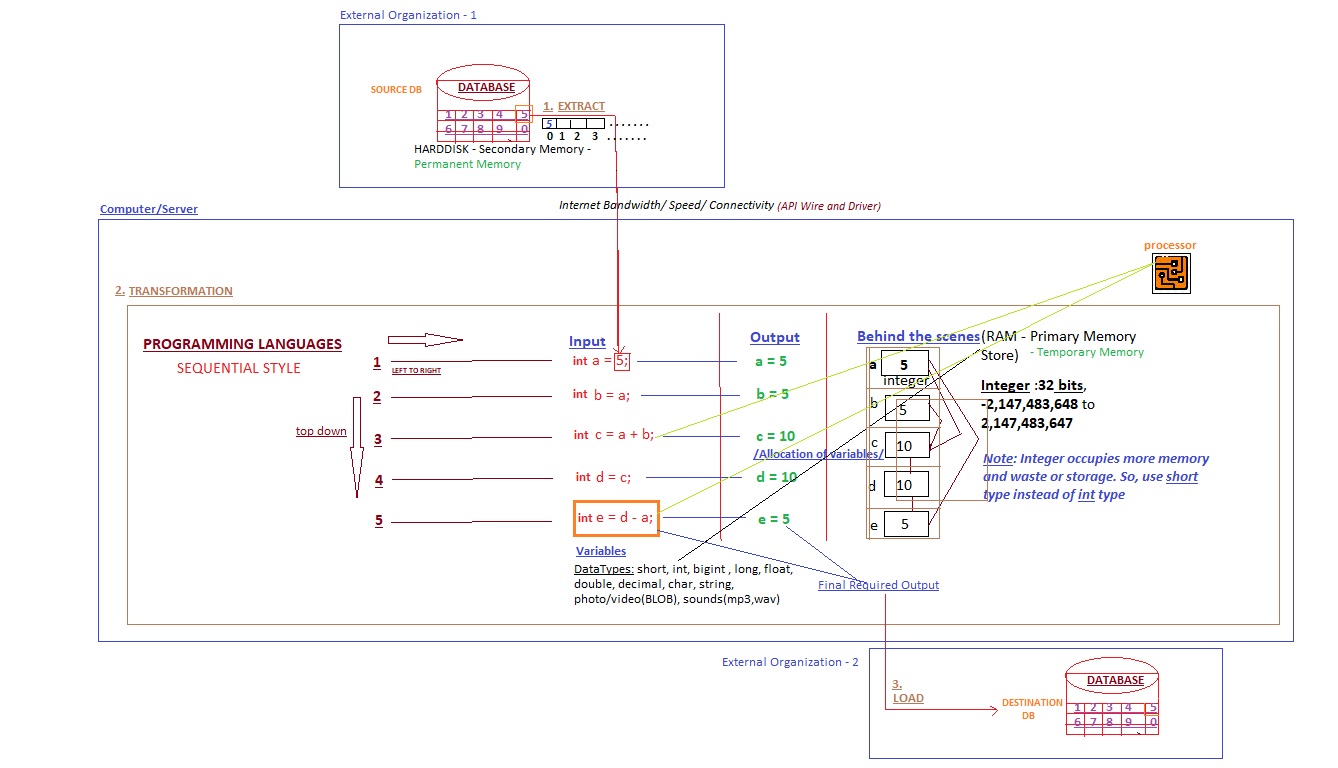 External Organization - 1
SOURCE DB
DATABASE
1 2 3 4 5
6 7 8 9 0
1. EXTRACT
5
0 1 2 3 .......
HARDDISK - Secondary Memory -
Permanent Memory
Internet Bandwidth/ Speed/ Connectivity (API Wire and Driver)
Computer/Server
processor
2. TRANSFORMATION
PROGRAMMING LANGUAGES
SEQUENTIAL STYLE
LEFT TO RIGHT
top down
1
2
3
4
5
Input
int a = 5;
int b = a;
int c = a + b;
int d = c;
int e = d - a;
Variables
DataTypes: short, int, bigint , long, float,
double, decimal, char, string,
photo/video(BLOB), sounds(mp3,wav)
Output
a = 5
b = 5
c = 10
/Allocation of variables/
d = 10
e = 5
Final Required Output
Behind the scenes (RAM - Primary Memory
Store) - Temporary Memory
a 5
integer
b 5
c 10
d 10
e 5
Integer :32 bits,
-2,147,483,648 to
2,147,483,647
Note: Integer occupies more memory
and waste or storage. So, use short
type instead of int type
External Organization - 2
3.
LOAD
DESTINATION
DB
DATABASE
1 2 3 4 5
6 7 8 9 0